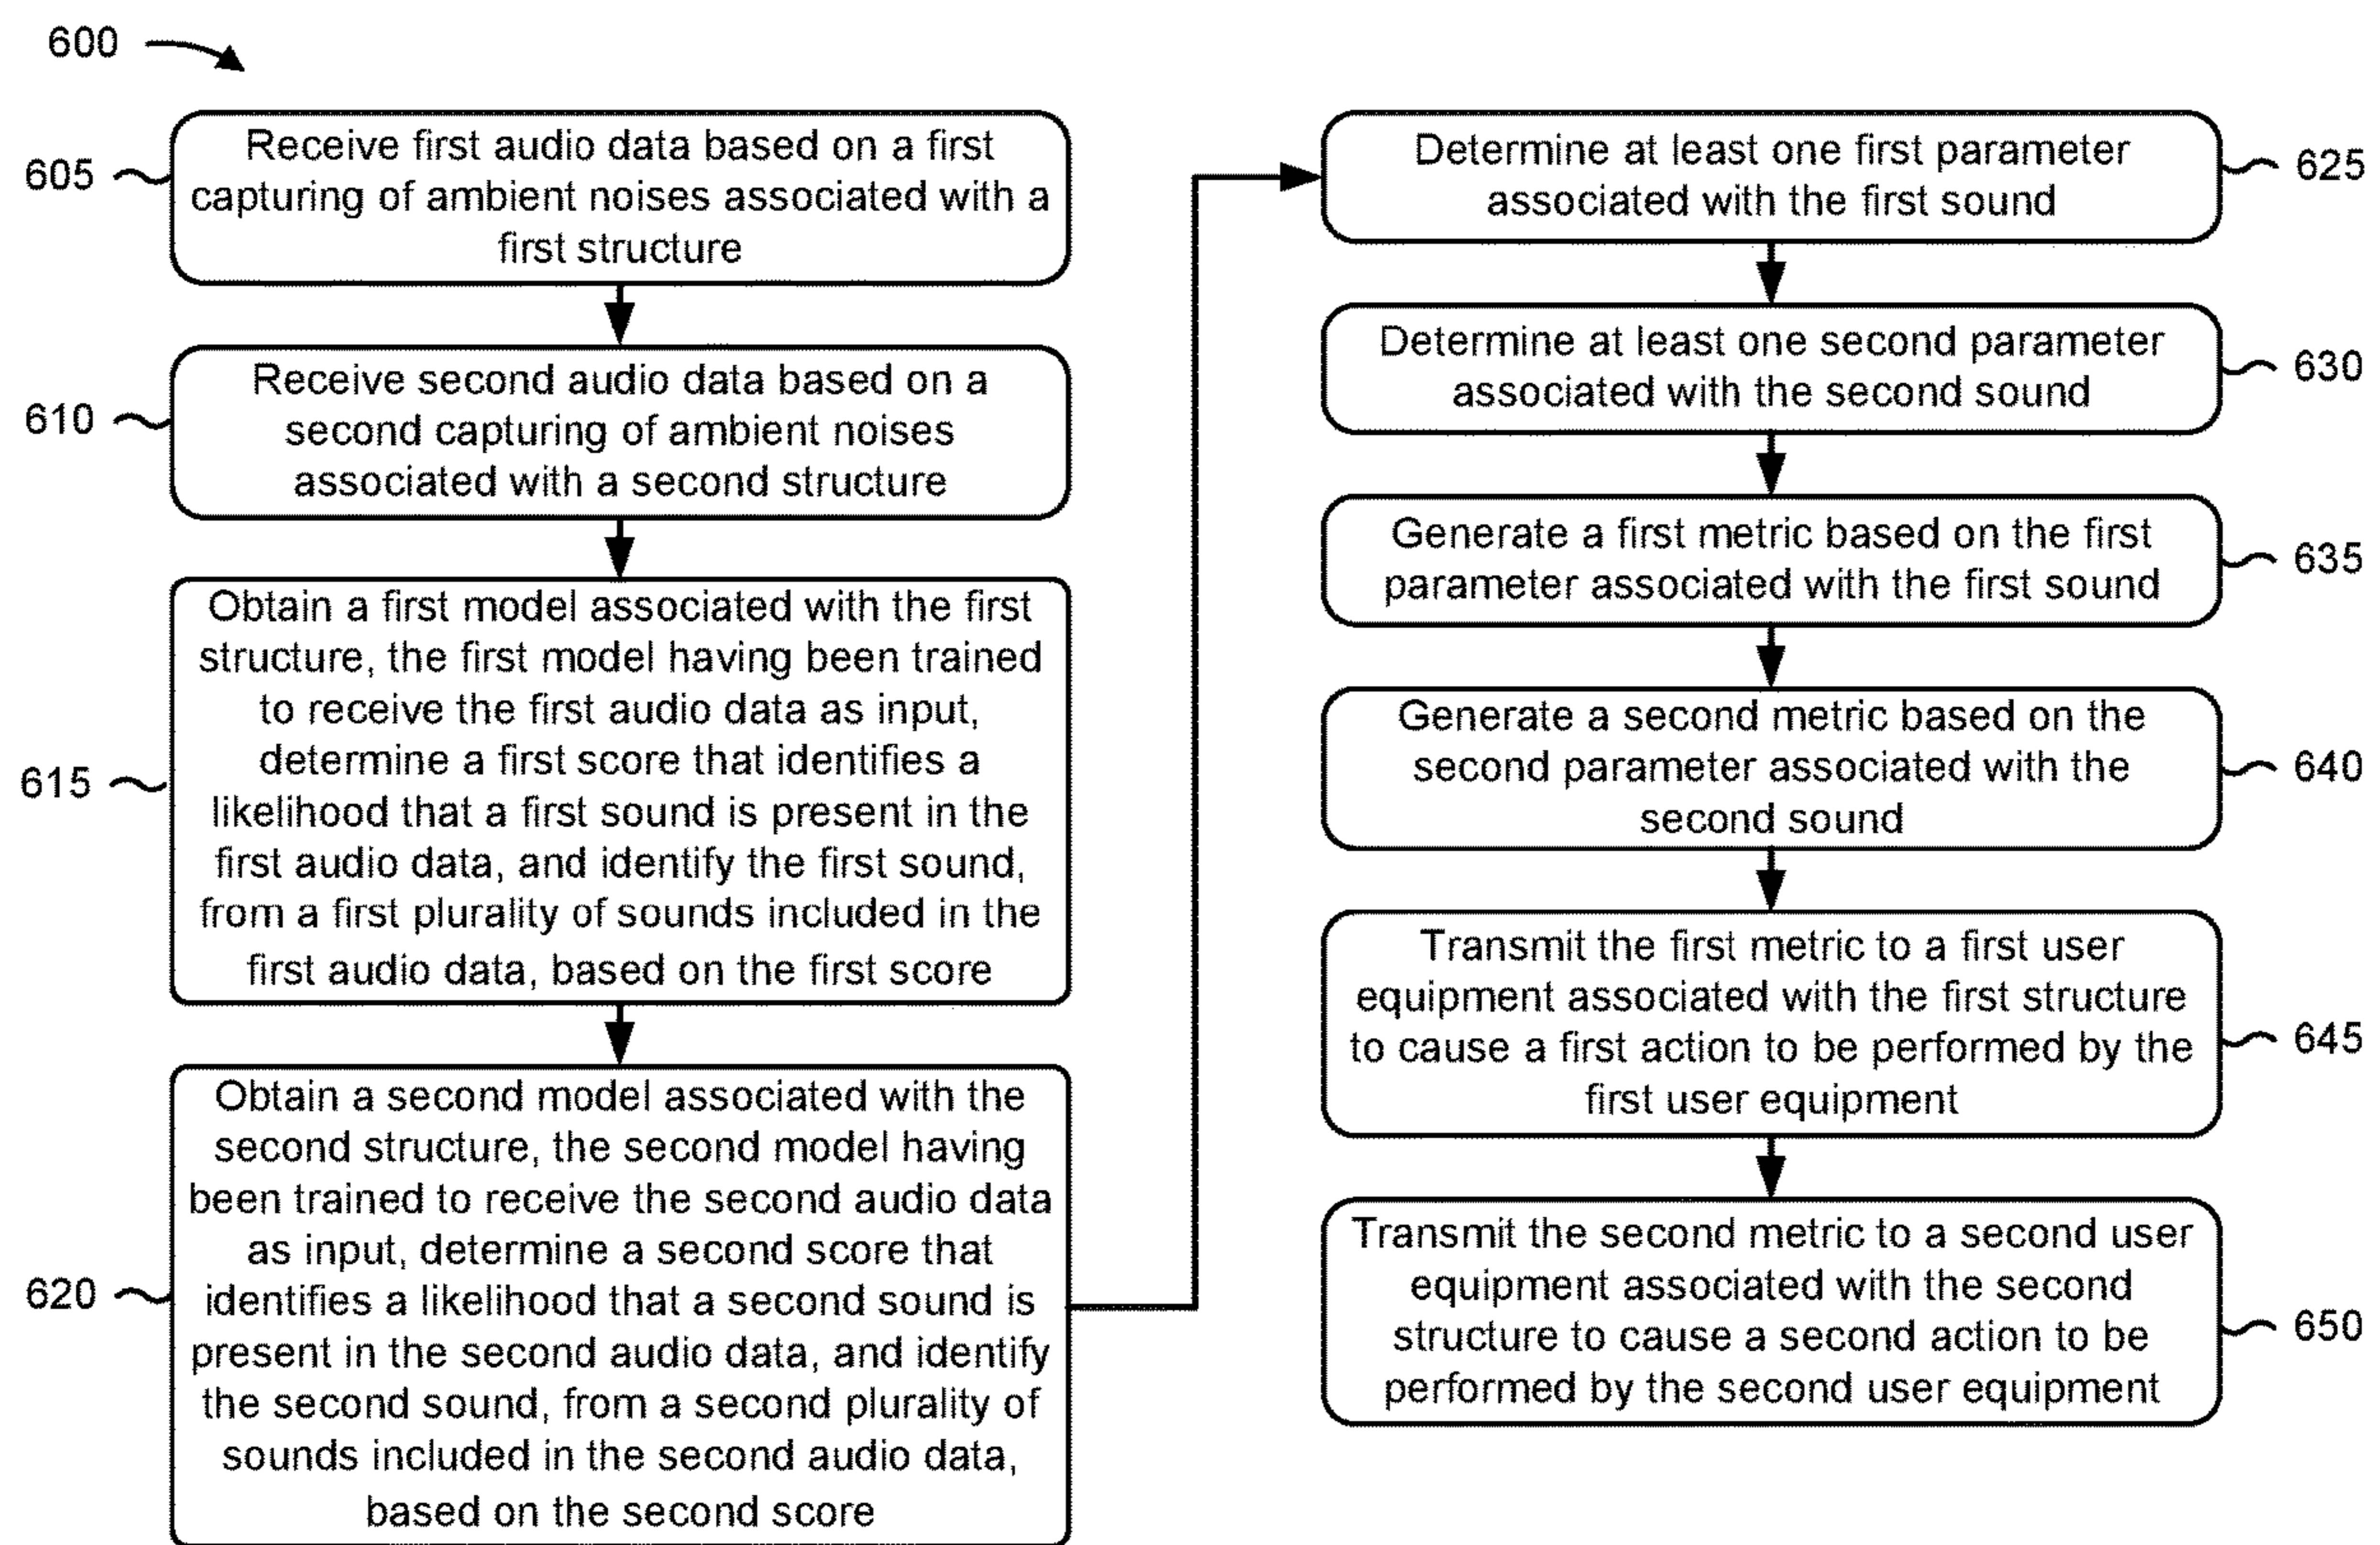 600
605
Receive first audio data based on a first
capturing of ambient noises associated with a
first structure
610
Receive second audio data based on a
second capturing of ambient noises
associated with a second structure
615
Obtain a first model associated with the first
structure, the first model having been trained
to receive the first audio data as input,
determine a first score that identifies a
likelihood that a first sound is present in the
first audio data, and identify the first sound,
from a first plurality of sounds included in the
first audio data, based on the first score
620
Obtain a second model associated with the
second structure, the second model having
been trained to receive the second audio data
as input, determine a second score that
identifies a likelihood that a second sound is
present in the second audio data, and identify
the second sound, from a second plurality of
sounds included in the second audio data,
based on the second score
Determine at least one first parameter
associated with the first sound
625
Determine at least one second parameter
associated with the second sound
630
Generate a first metric based on the first
parameter associated with the first sound
635
Generate a second metric based on the
second parameter associated with the
second sound
640
Transmit the first metric to a first user
equipment associated with the first structure
to cause a first action to be performed by the
first user equipment
645
Transmit the second metric to a second user
equipment associated with the second
structure to cause a second action to be
performed by the second user equipment
650